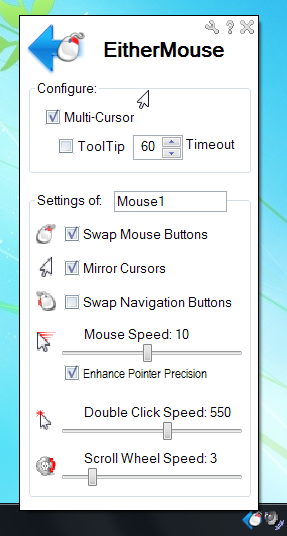 EitherMouse
Configure:
Multi-Cursor
ToolTip 60 Timeout
Settings of: Mouse1
Swap Mouse Buttons
Mirror Cursors
Swap Navigation Buttons
Mouse Speed: 10
Enhance Pointer Precision
Double Click Speed: 550
Scroll Wheel Speed: 3